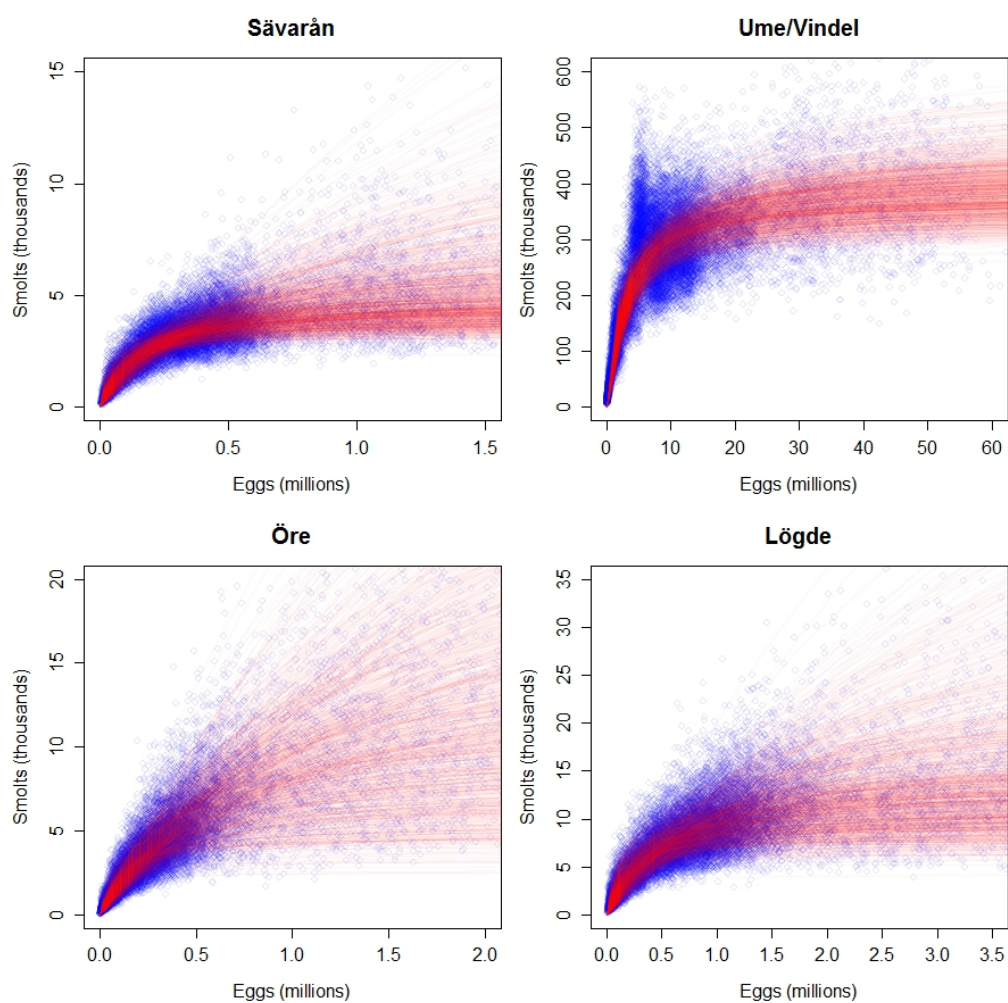 Sävarån
Smolts (thousands)
15
10
5
0
0.0 0.5 1.0 1.5
Eggs (millions)
Ume/Vindel
Smolts (thousands)
600
500
400
300
200
100
0
0 10 20 30 40 50 60
Eggs (millions)
Öre
Smolts (thousands)
20
15
10
5
0
0.0 0.5 1.0 1.5 2.0
Eggs (millions)
Lögde
Smolts (thousands)
35
30
25
20
15
10
5
0
0.0 0.5 1.0 1.5 2.0 2.5 3.0 3.5
Eggs (millions)